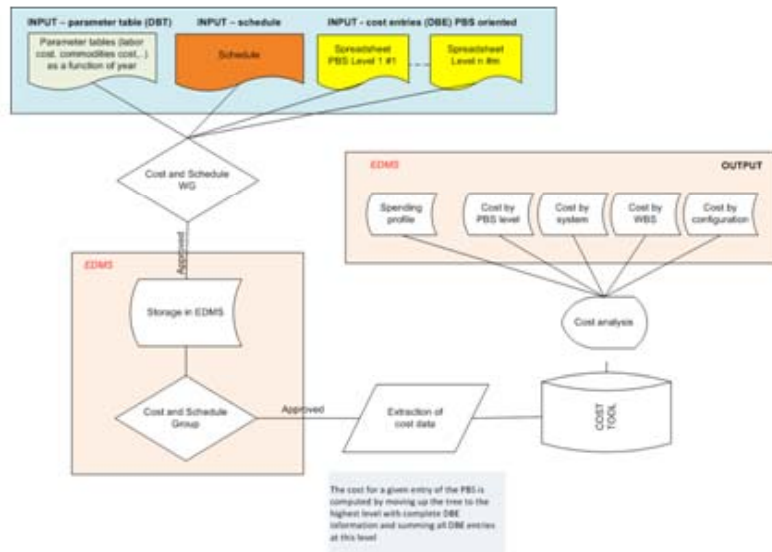 INPUT – parameter table (DBT)
INPUT – schedule
INPUT - cost entries (DBE) PBS oriented
Parameter tables (labor
cost, commodities cost,..)
as a function of year
Schedule
Spreadsheet
PBS Level 1 #1
Spreadsheet
Level n #m
Cost and Schedule
WG
EDMS
OUTPUT
Spending
profile
Cost by
PBS level
Cost by
system
Cost by
WBS
Cost by
configuration
Approved
EDMS
Storage in EDMS
Cost analysis
Cost and Schedule
Group
Approved
Extraction of
cost data
COST
TOOL
The cost for a given entry of the PBS is
computed by moving up the tree to the
highest level with complete DBE
information and summing all DBE entries
at this level